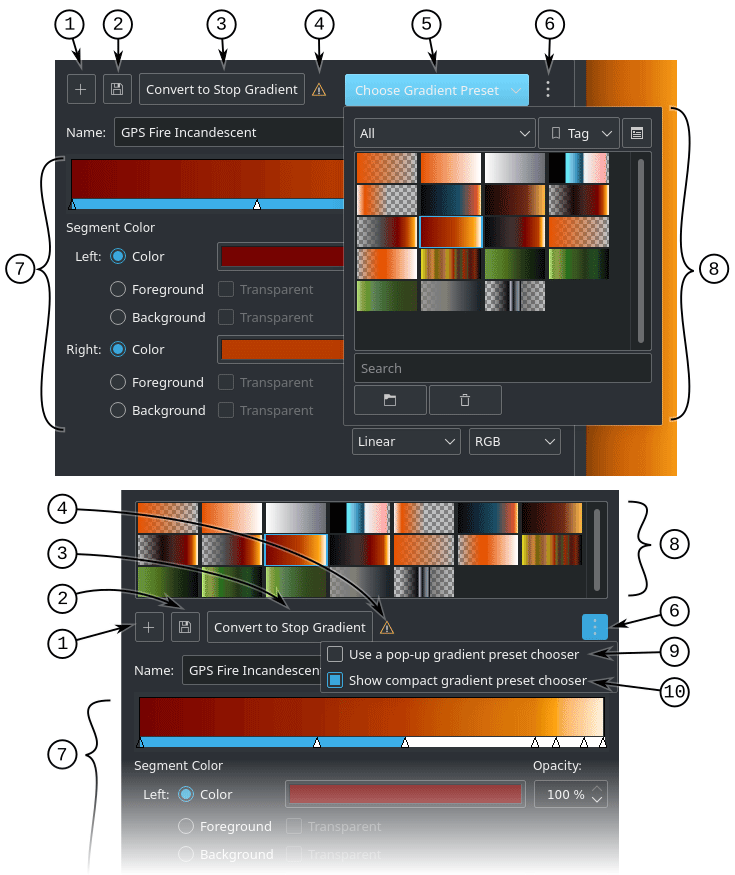 1 2 3 4 5 6
Convert to Stop Gradient Choose Gradient Preset
Name: GPS Fire Incandescent All Tag
Segment Color
7 Left: Color 8
Foreground Transparent
Background Transparent
Right: Color
Search
Foreground Transparent
Background Transparent
Linear RGB
4
3 8
2
6
1 Convert to Stop Gradient
Use a pop-up gradient preset chooser 9
Name: GPS Fire Incandescen
Show compact gradient preset chooser 10
7
Segment Color Opacity:
Left: Color 100 %
Foreground Transparent
Background Transparent